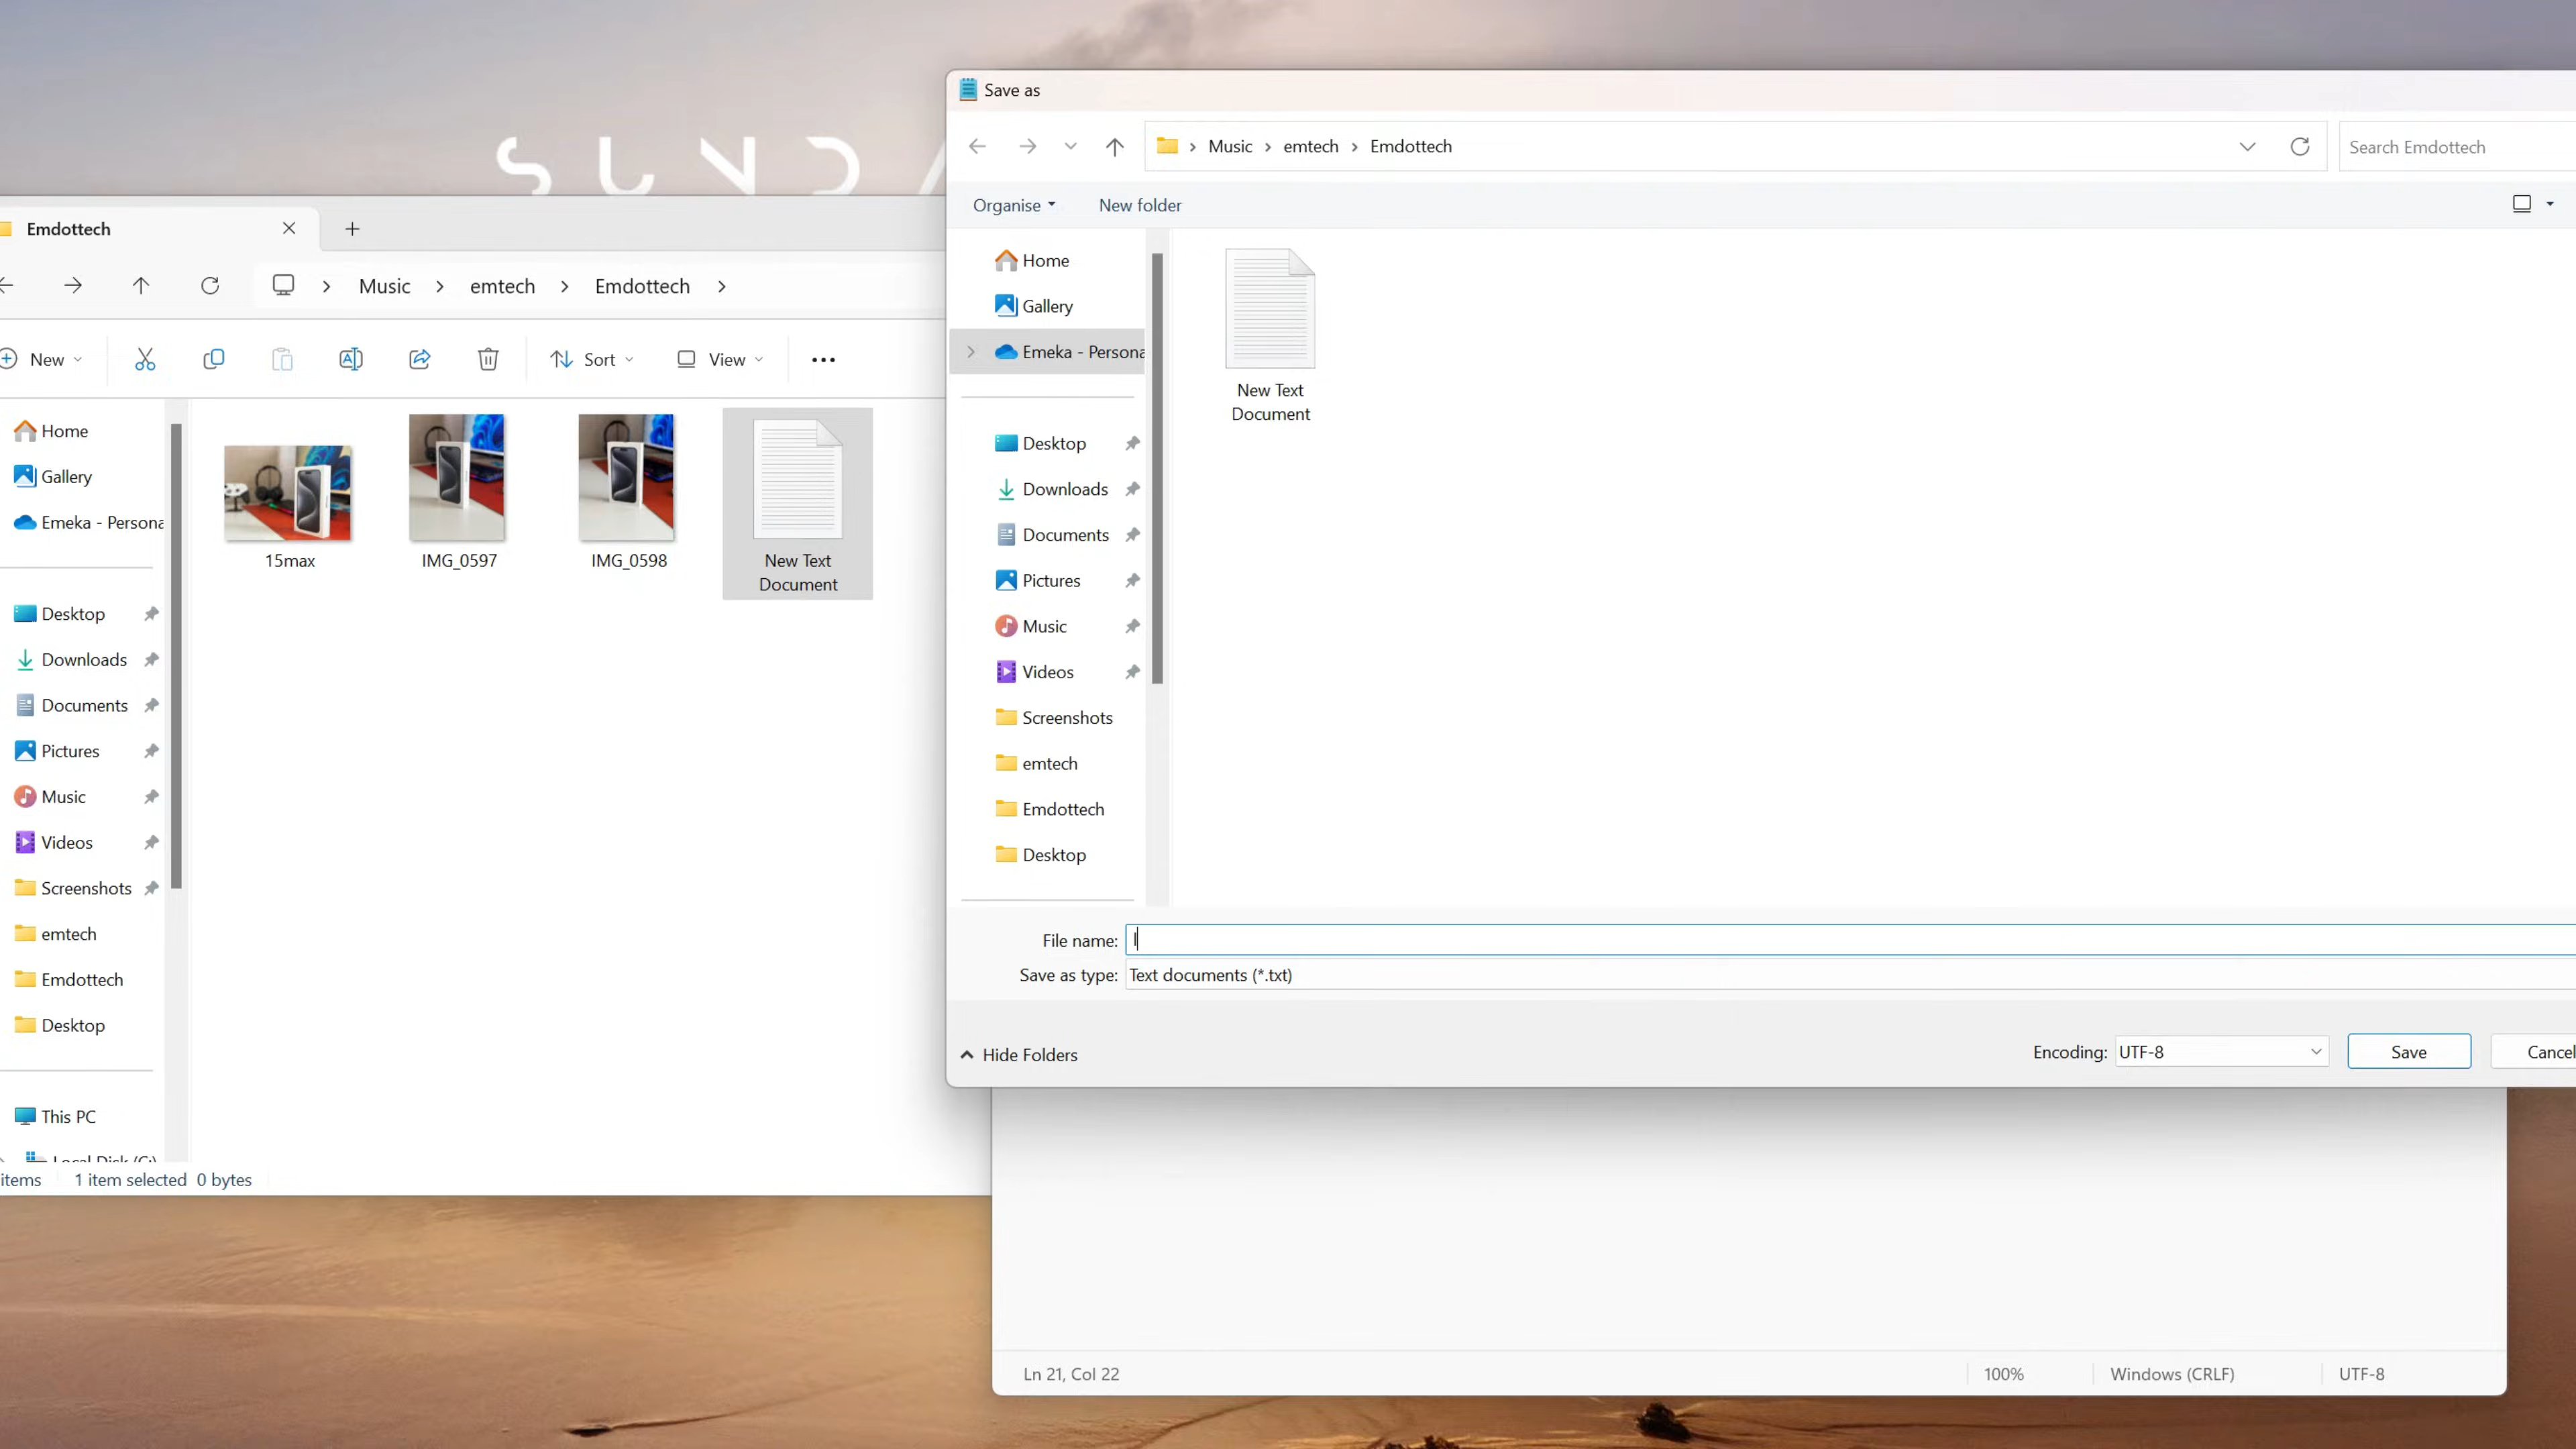 SUNDA
Save as
Music > emtech > Emdottech
Search Emdottech
Organise
New folder
Home
Gallery
Emeka - Persona
Desktop
Downloads
Documents
Pictures
Music
Videos
Screenshots
emtech
Emdottech
Desktop
New Text
Document
File name: l
Save as type: Text documents (*.txt)
Hide Folders
Encoding: UTF-8
Save
Cancel
Emdottech
Music > emtech > Emdottech >
New
Sort
View
Home
Gallery
Emeka - Persona
Desktop
Downloads
Documents
Pictures
Music
Videos
Screenshots
emtech
Emdottech
Desktop
This PC
Local Disk (C:)
15max
IMG_0597
IMG_0598
New Text
Document
items 1 item selected 0 bytes
Ln 21, Col 22
100%
Windows (CRLF)
UTF-8